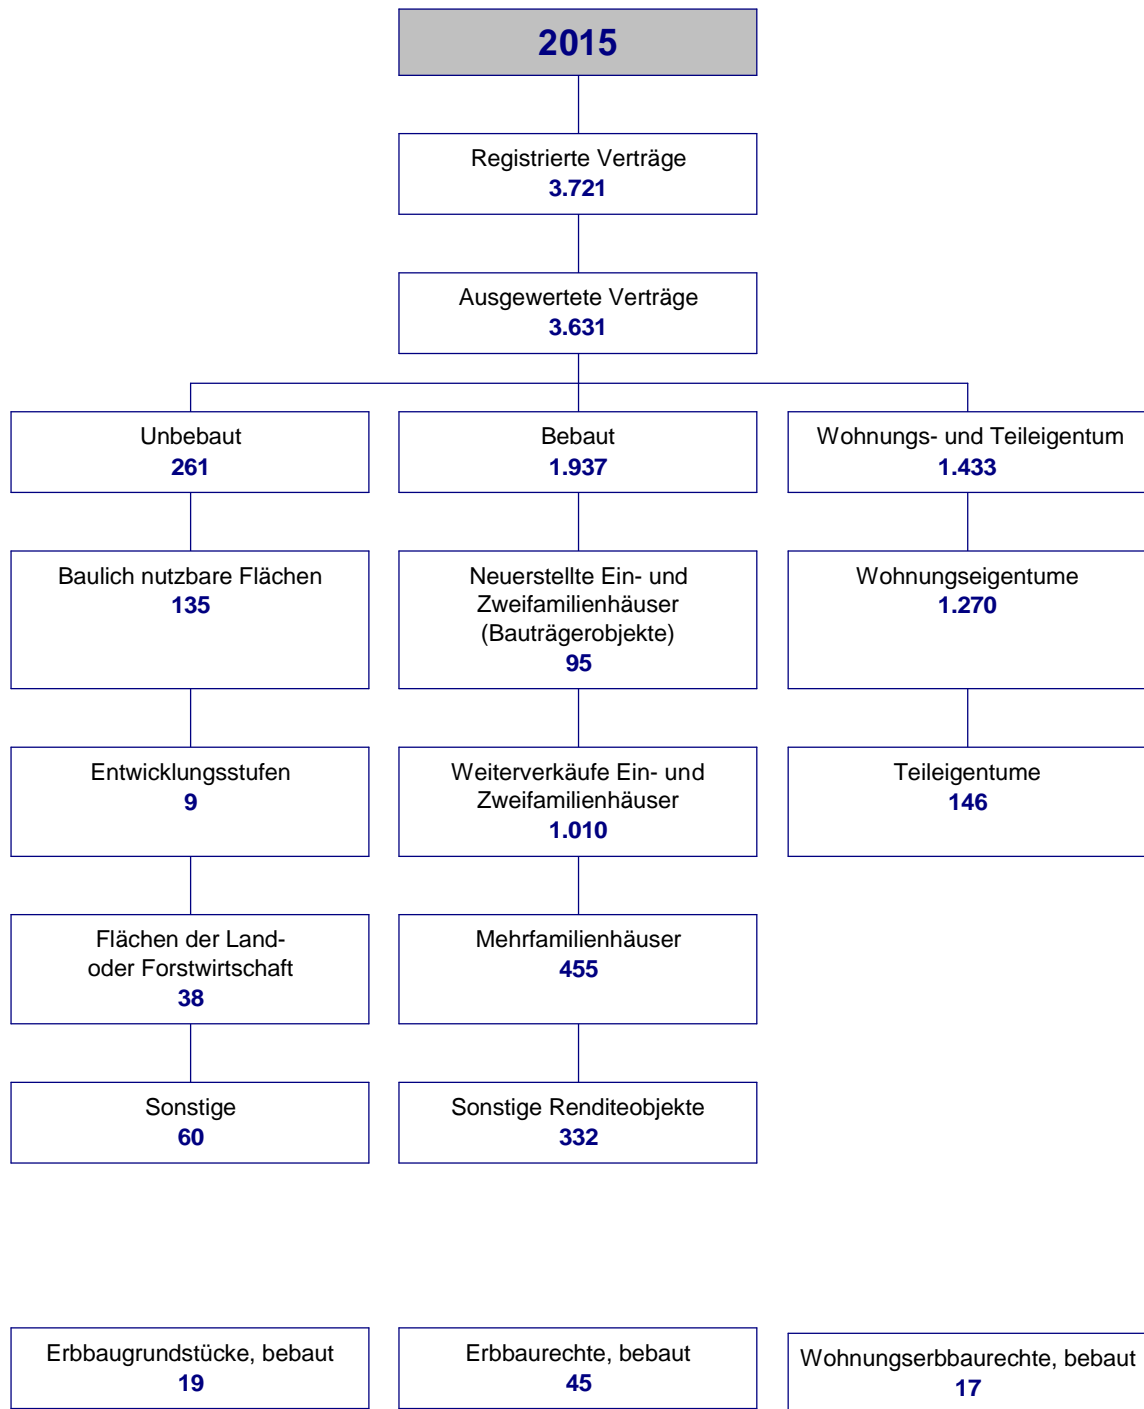 2015
Registrierte Verträge
3.721
Ausgewertete Verträge
3.631
Unbebaut
261
Bebaut
1.937
Wohnungs- und Teileigentum
1.433
Baulich nutzbare Flächen
135
Neuerstellte Ein- und
Zweifamilienhäuser
(Bauträgerobjekte)
95
Wohnungseigentume
1.270
Entwicklungsstufen
9
Weiterverkäufe Ein- und
Zweifamilienhäuser
1.010
Teileigentume
146
Flächen der Land-
oder Forstwirtschaft
38
Mehrfamilienhäuser
455
Sonstige
60
Sonstige Renditeobjekte
332
Erbbaugrundstücke, bebaut
19
Erbbaurechte, bebaut
45
Wohnungserbbaurechte, bebaut
17